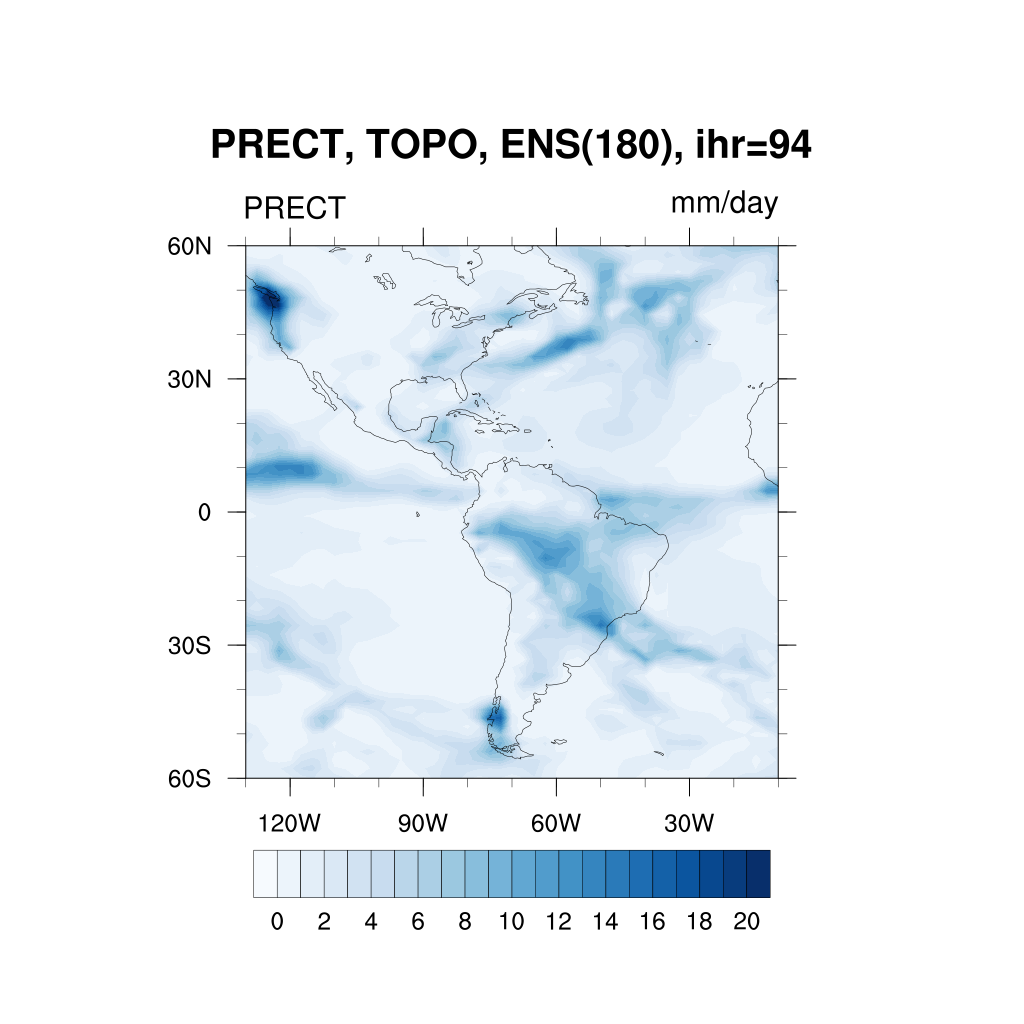 PRECT, TOPO, ENS(180), ihr=94
PRECT mm/day
60N
30N
0
30S
60S
120W 90W 60W 30W
0 2 4 6 8 10 12 14 16 18 20